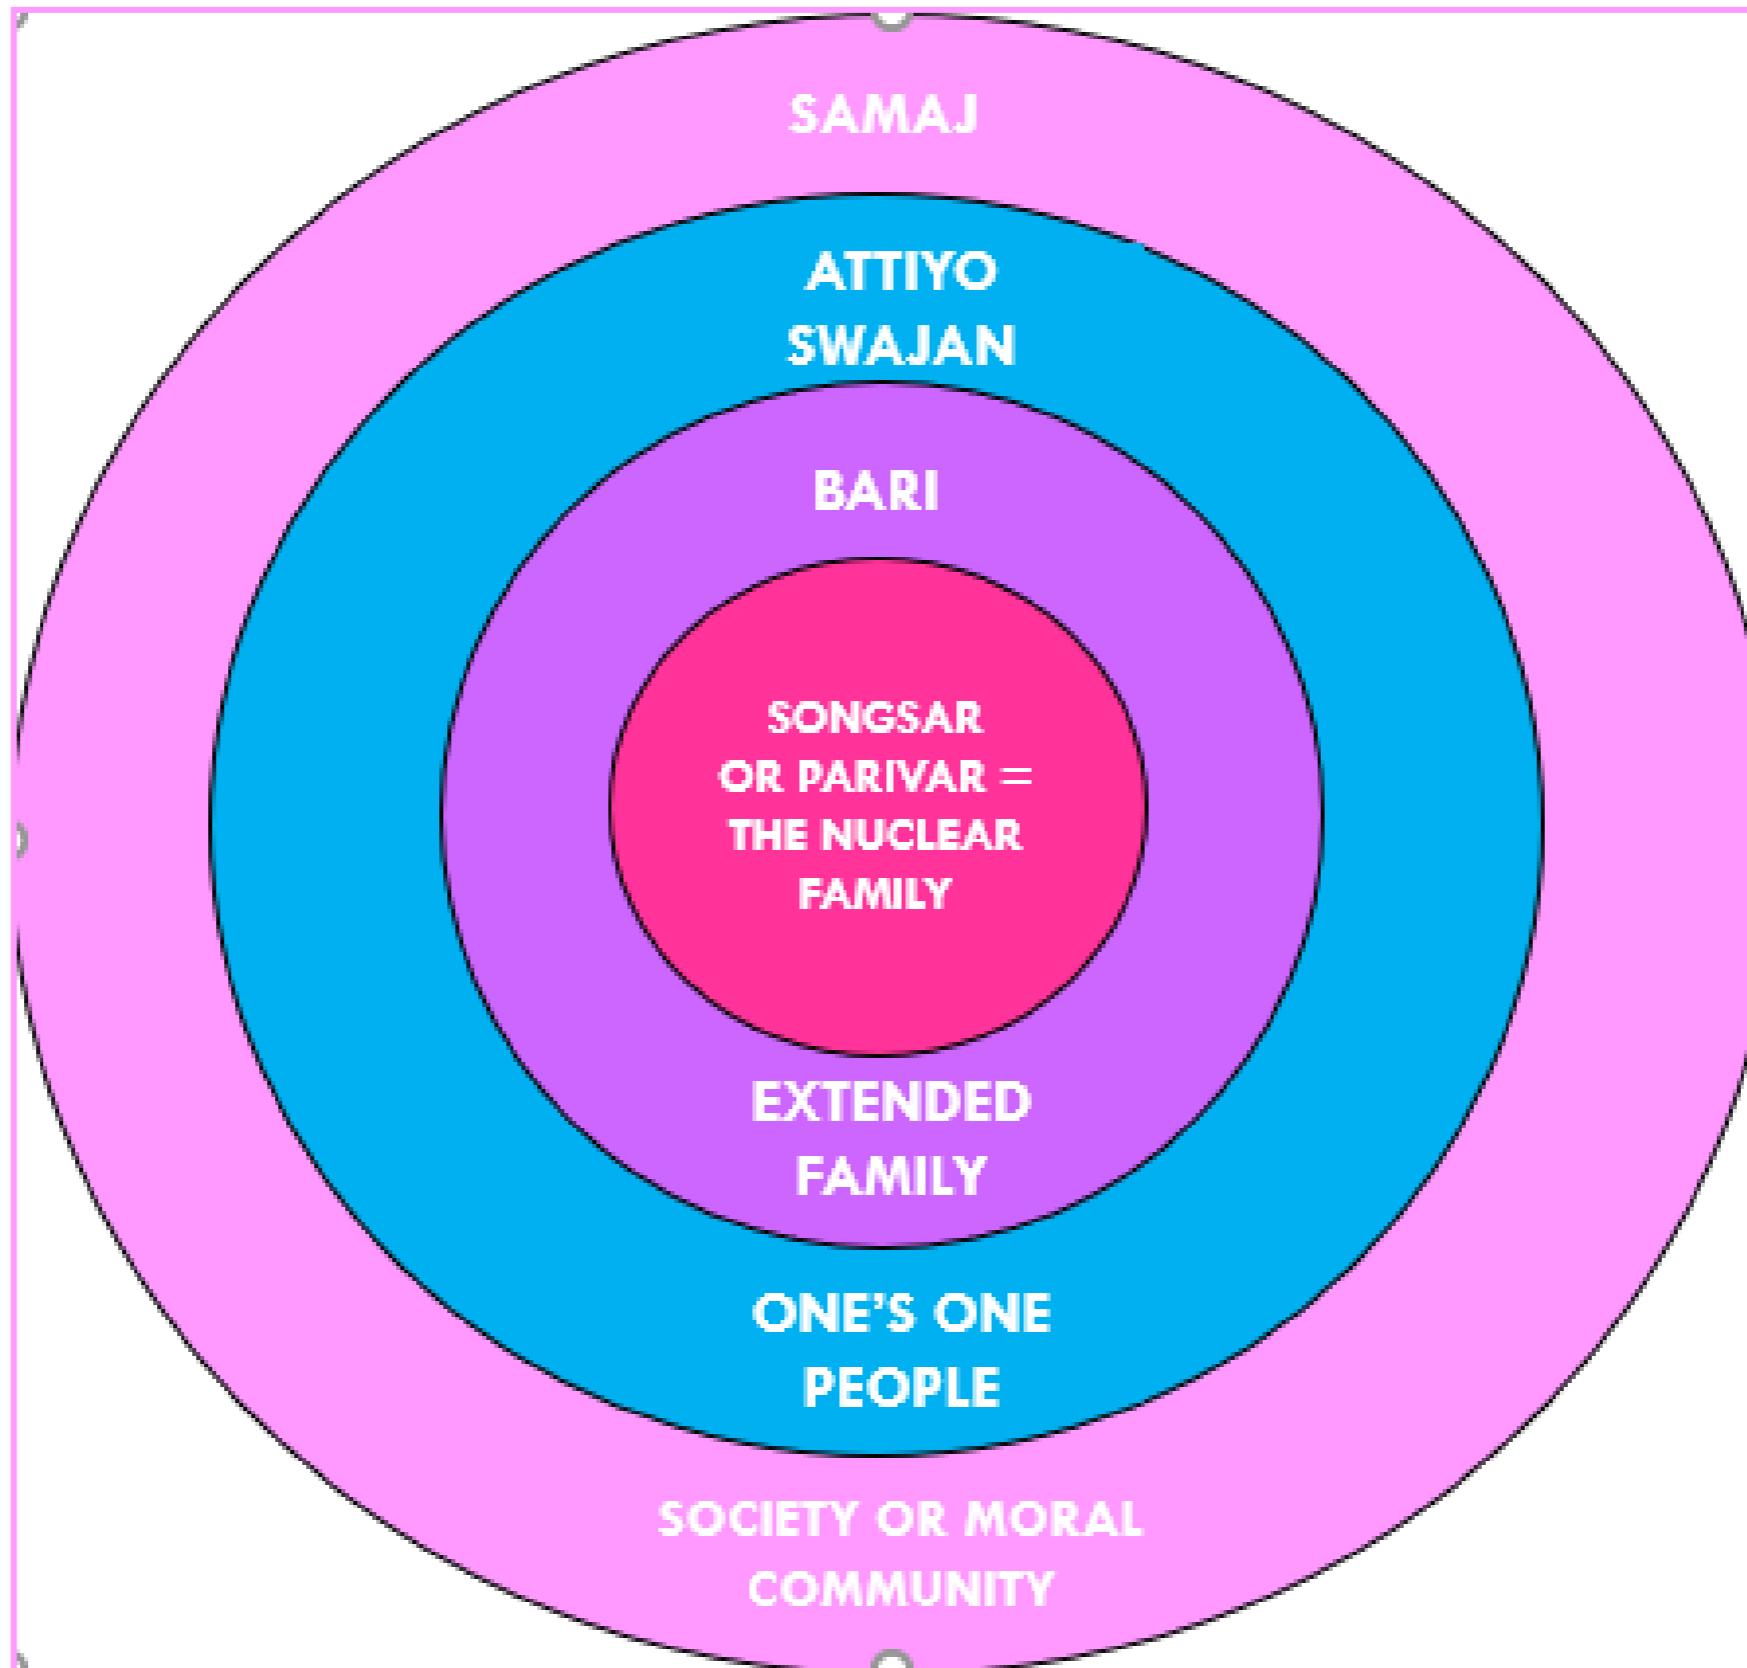 SAMAJ
ATTIYO
SWAJAN
BARI
SONGSAR
OR PARIVAR =
THE NUCLEAR
FAMILY
EXTENDED
FAMILY
ONE'S ONE
PEOPLE
SOCIETY OR MORAL
COMMUNITY